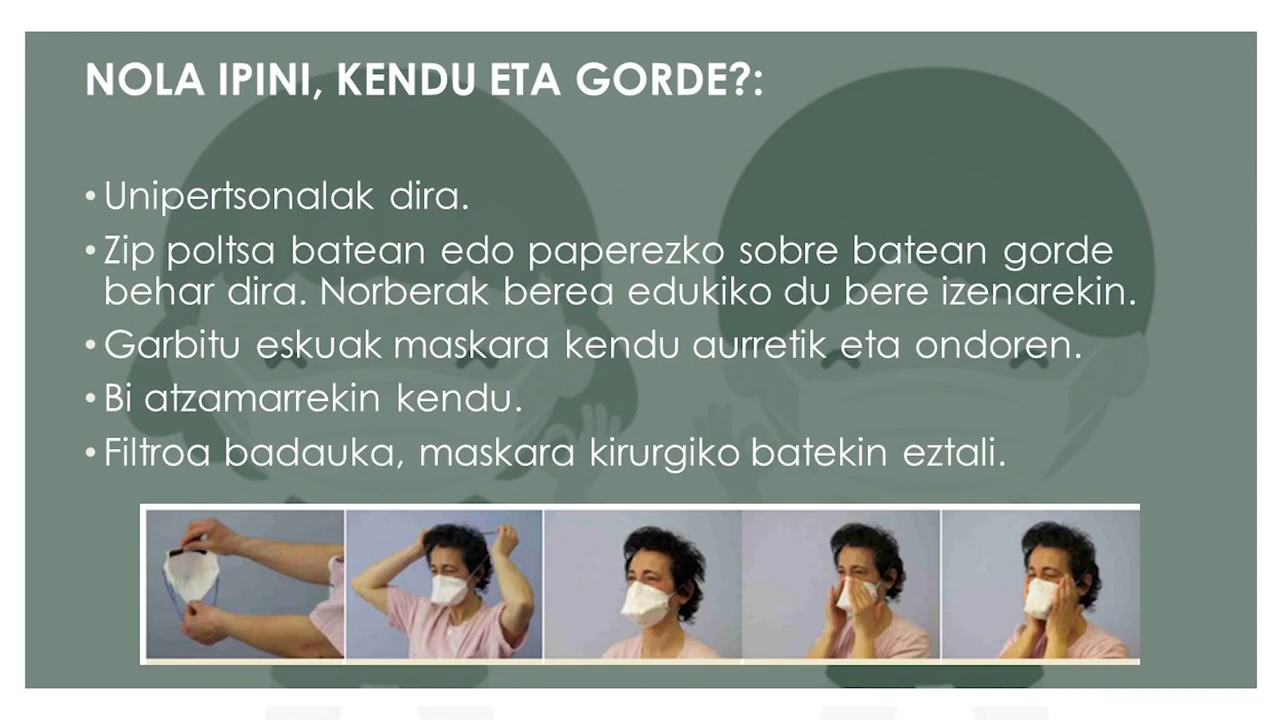 NOLA IPINI, KENDU ETA GORDE?:
• Unipertsonalak dira.
• Zip poltsa batean edo paperezko sobre batean gorde
behar dira. Norberak berea edukiko du bere izenarekin.
• Garbitu eskuak maskara kendu aurretik eta ondoren.
• Bi atzamarrekin kendu.
• Filtroa badauka, maskara kirurgiko batekin eztali.